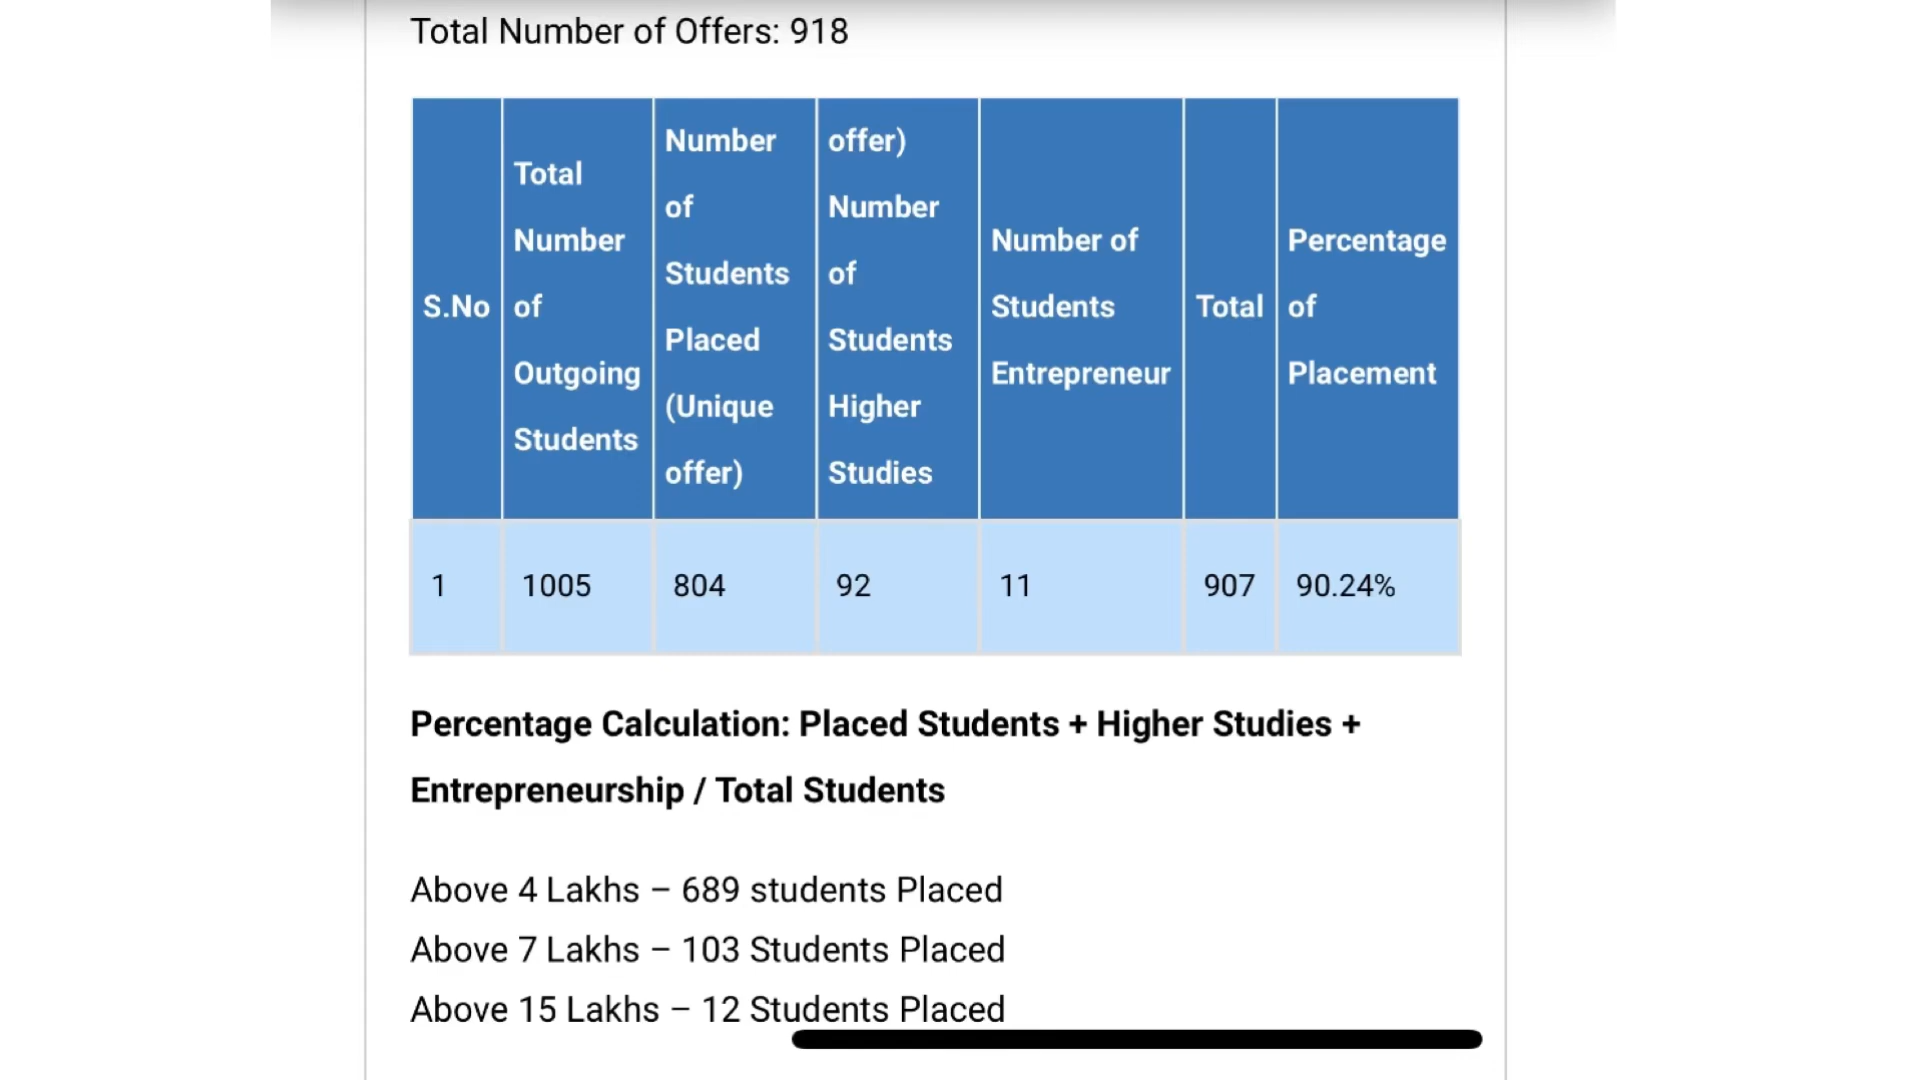 Total Number of Offers: 918
S.No
Total
Number
of
Outgoing
Students
Number
of
Students
Placed
(Unique
offer)
offer)
Number
of
Students
Higher
Studies
Number of
Students
Entrepreneur
Total
Percentage
of
Placement
1 1005 804 92 11 907 90.24%
Percentage Calculation: Placed Students + Higher Studies +
Entrepreneurship / Total Students
Above 4 Lakhs – 689 students Placed
Above 7 Lakhs – 103 Students Placed
Above 15 Lakhs – 12 Students Placed